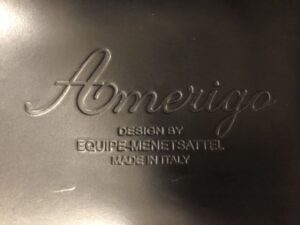 Amerigo
DESIGN BY
EQUIPE-MENETSATTEL
MADE IN ITALY